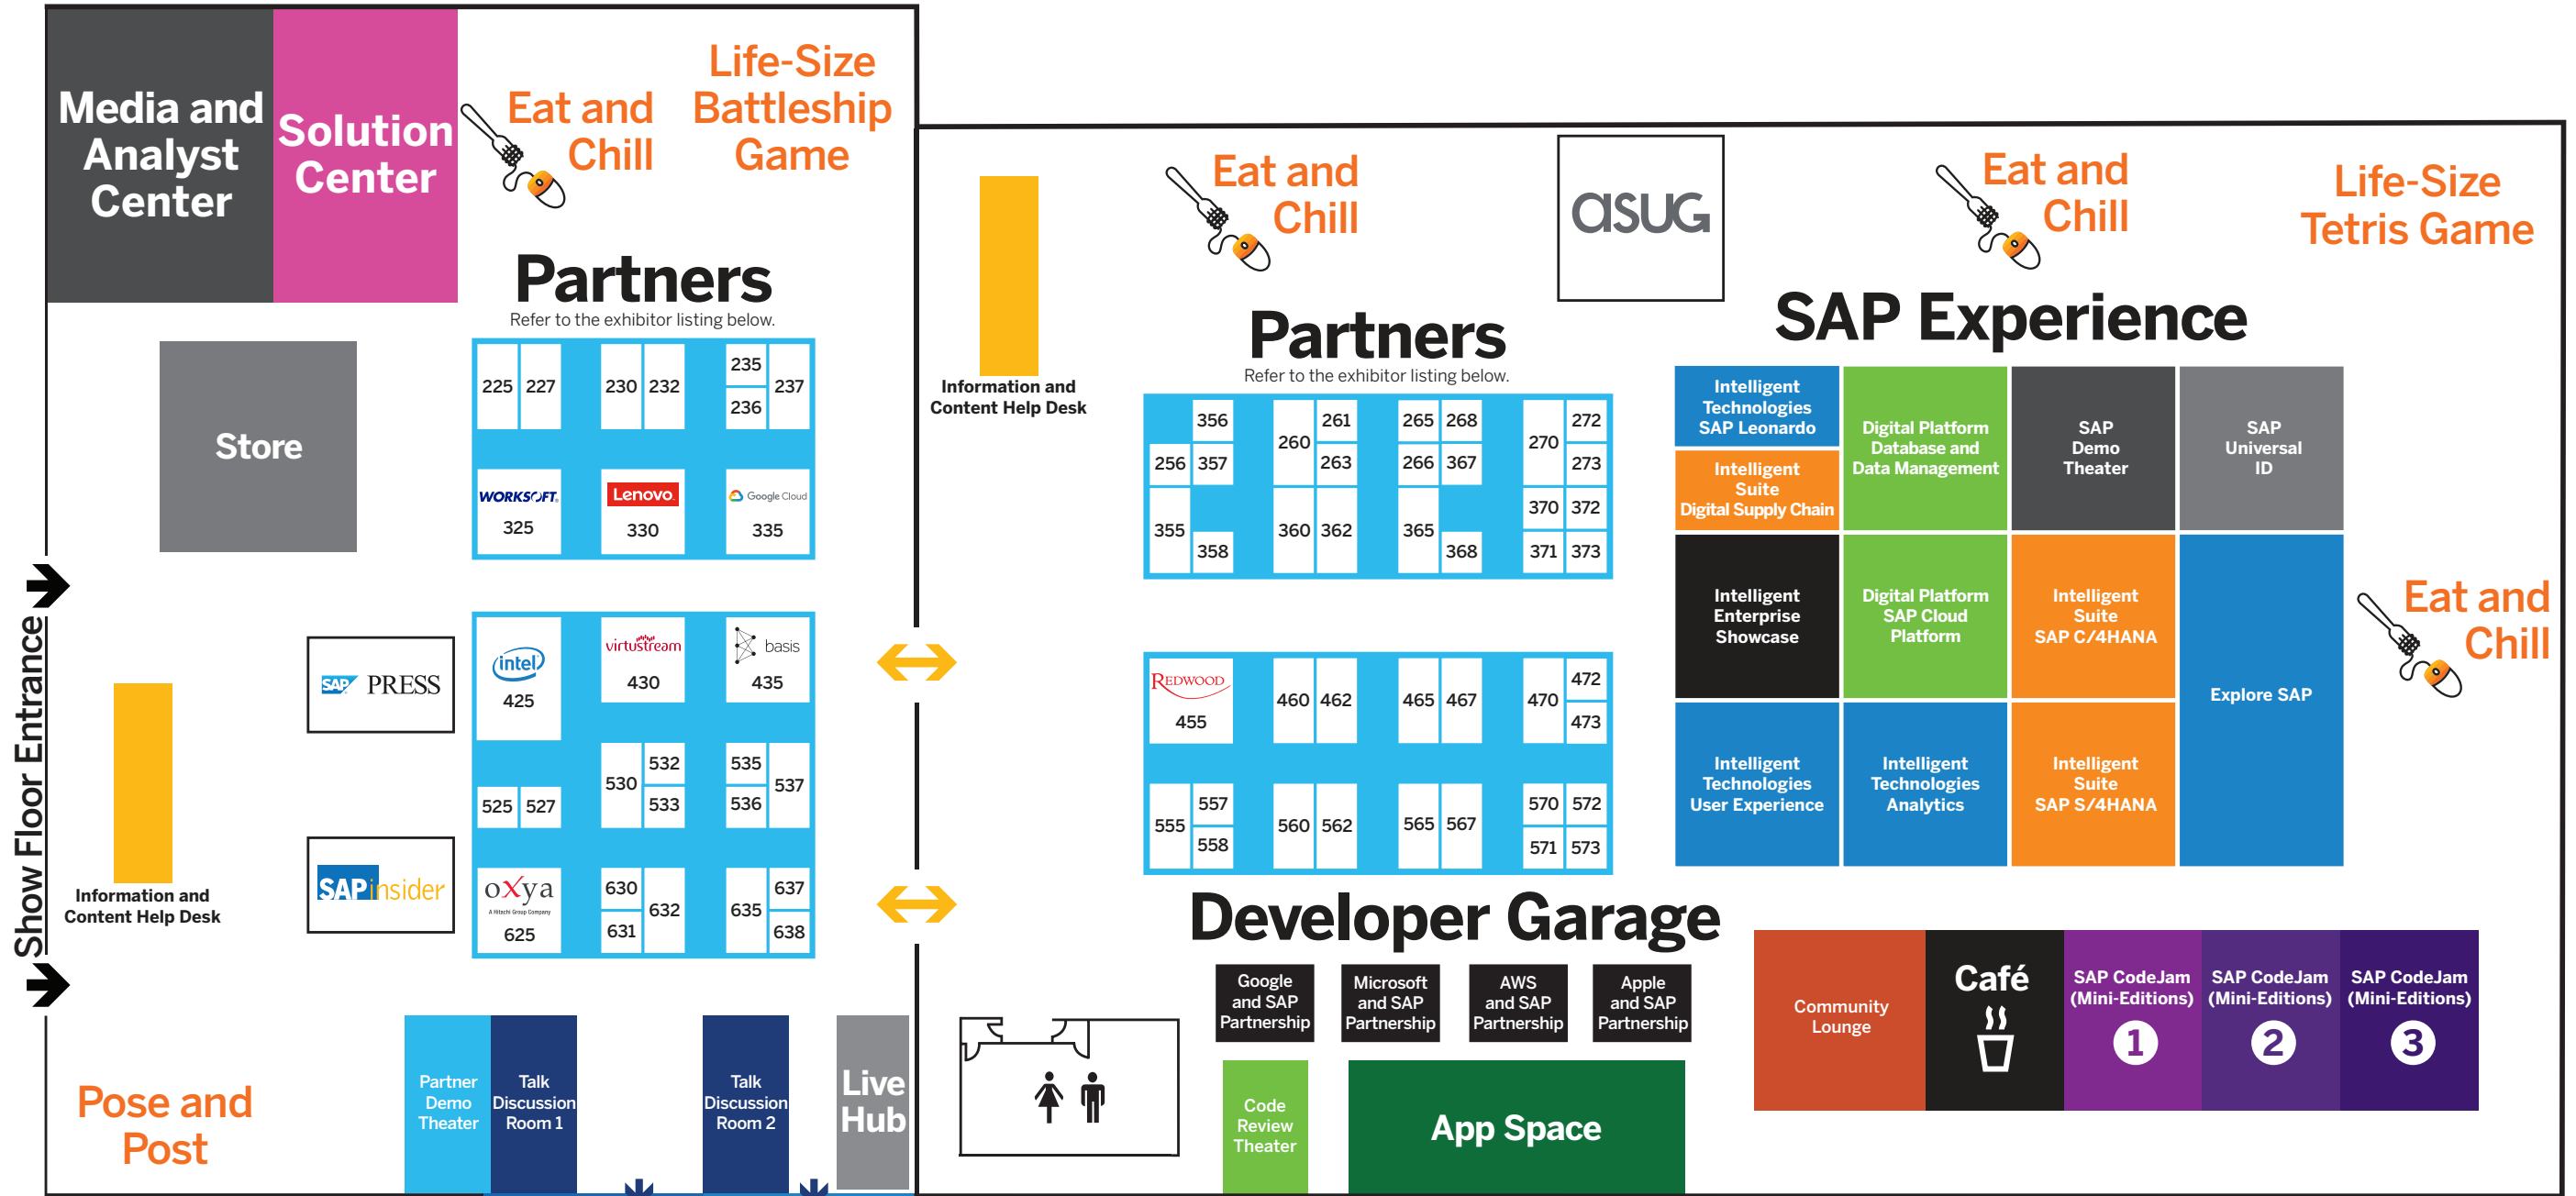 Media and
Analyst
Center
Solution
Center
Eat and
Chill
Life-Size
Battleship
Game
Partners
Refer to the exhibitor listing below.
225 227 230 232 235 236 237
WORKSOFT
325
Lenovo
330
Google Cloud
335
Store
Show Floor Entrance
SAP PRESS
SAPinsider
Information and
Content Help Desk
intel
425
virtustream
430
basis
435
525 527 530 532 533 535 536 537
oXya
A Hitachi Group Company
625
630 631 632 635 637 638
Pose and
Post
Partner
Demo
Theater
Talk
Discussion
Room 1
Talk
Discussion
Room 2
Live
Hub
Information and
Content Help Desk
Eat and
Chill
asug
Eat and
Chill
Life-Size
Tetris Game
Partners
Refer to the exhibitor listing below.
356 261 265 268 272
260 270
256 357 263 266 367 273
370 372
355 360 362 365
358 368 371 373
REDWOOD
455
460 462 465 467 470 472 473
555 557 558 560 562 565 567 570 572 571 573
SAP Experience
Intelligent
Technologies
SAP Leonardo
Intelligent
Suite
Digital Supply Chain
Digital Platform
Database and
Data Management
SAP
Demo
Theater
SAP
Universal
ID
Intelligent
Enterprise
Showcase
Digital Platform
SAP Cloud
Platform
Intelligent
Suite
SAP C/4HANA
Explore SAP
Intelligent
Technologies
User Experience
Intelligent
Technologies
Analytics
Intelligent
Suite
SAP S/4HANA
Eat and
Chill
Developer Garage
Google
and SAP
Partnership
Microsoft
and SAP
Partnership
AWS
and SAP
Partnership
Apple
and SAP
Partnership
Code
Review
Theater
App Space
Community
Lounge
Café
SAP CodeJam
(Mini-Editions)
1
SAP CodeJam
(Mini-Editions)
2
SAP CodeJam
(Mini-Editions)
3